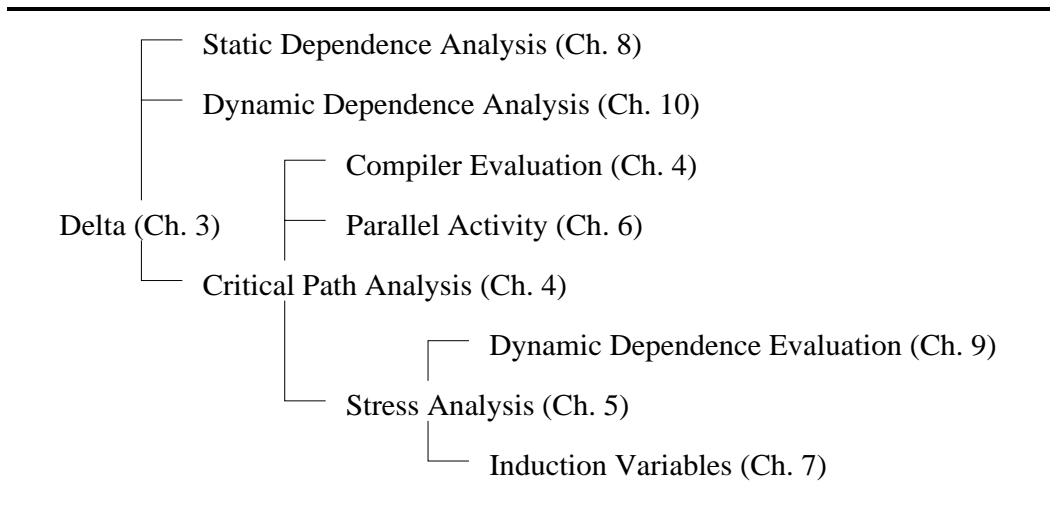 Static Dependence Analysis (Ch. 8)
Dynamic Dependence Analysis (Ch. 10)
Compiler Evaluation (Ch. 4)
Delta (Ch. 3)
Parallel Activity (Ch. 6)
Critical Path Analysis (Ch. 4)
Dynamic Dependence Evaluation (Ch. 9)
Stress Analysis (Ch. 5)
Induction Variables (Ch. 7)